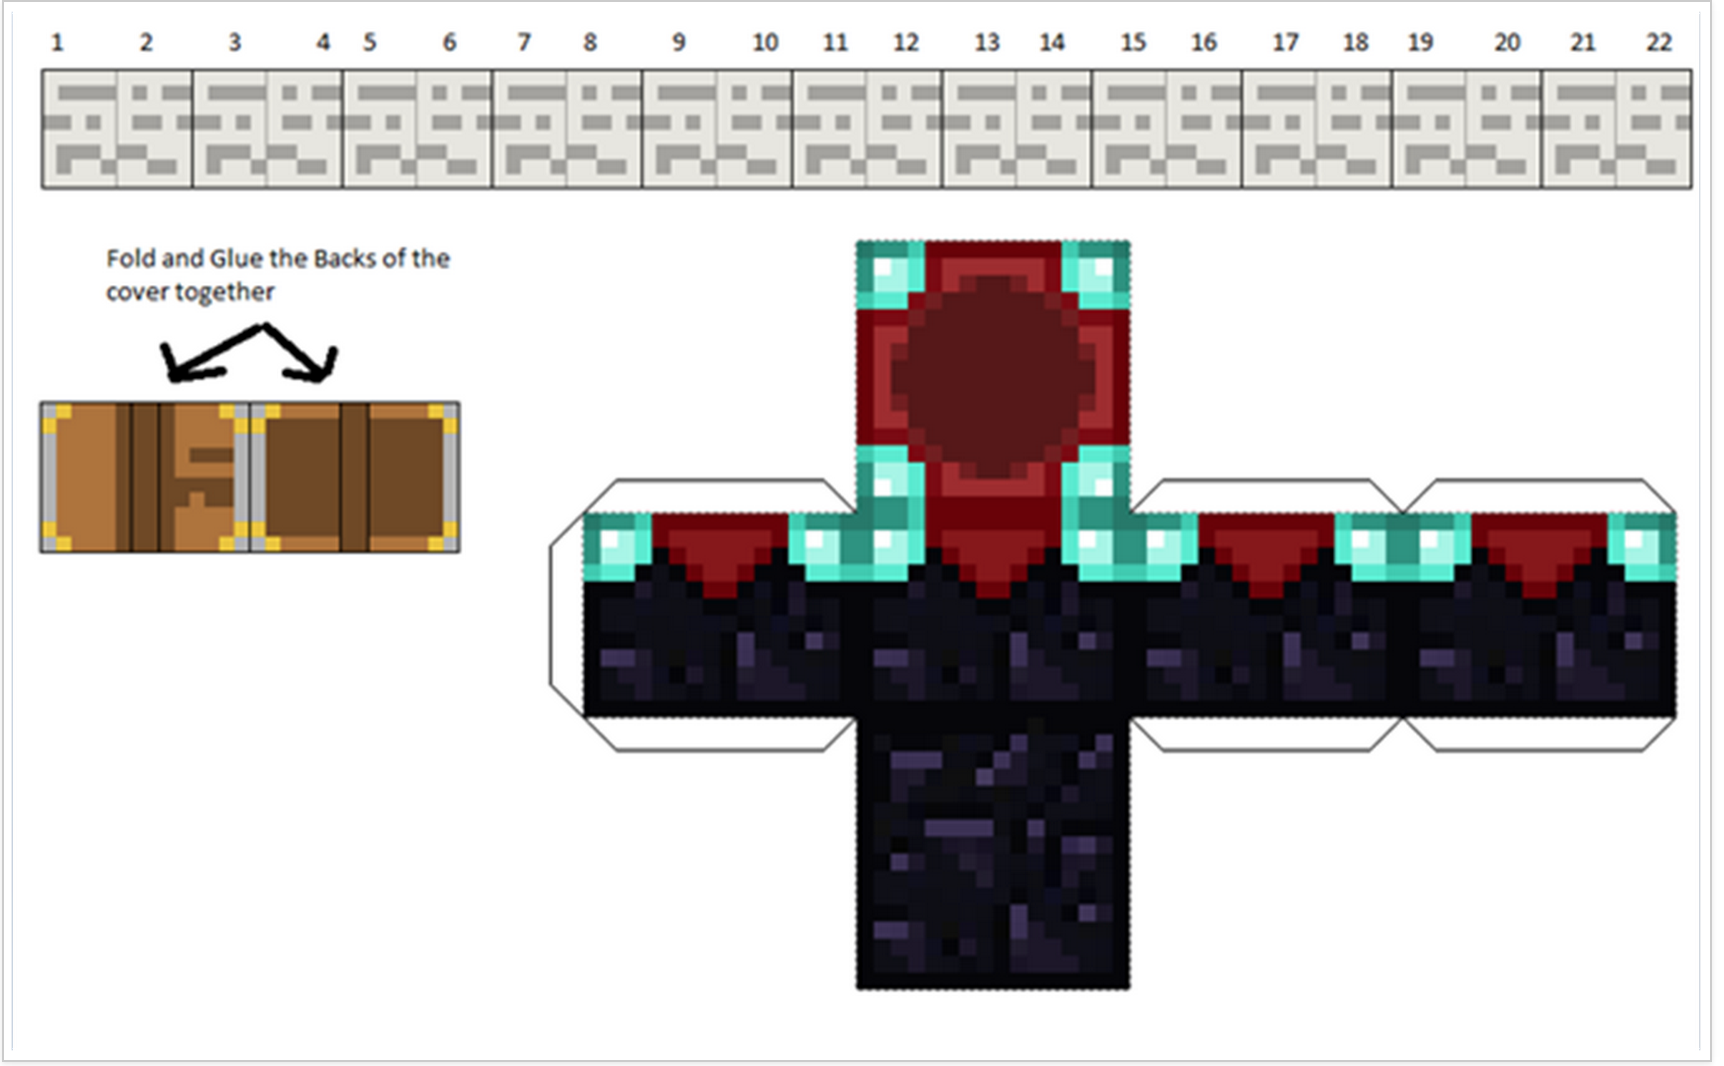 1 2 3 4 5 6 7 8 9 10 11 12 13 14 15 16 17 18 19 20 21 22
Fold and Glue the Backs of the
cover together